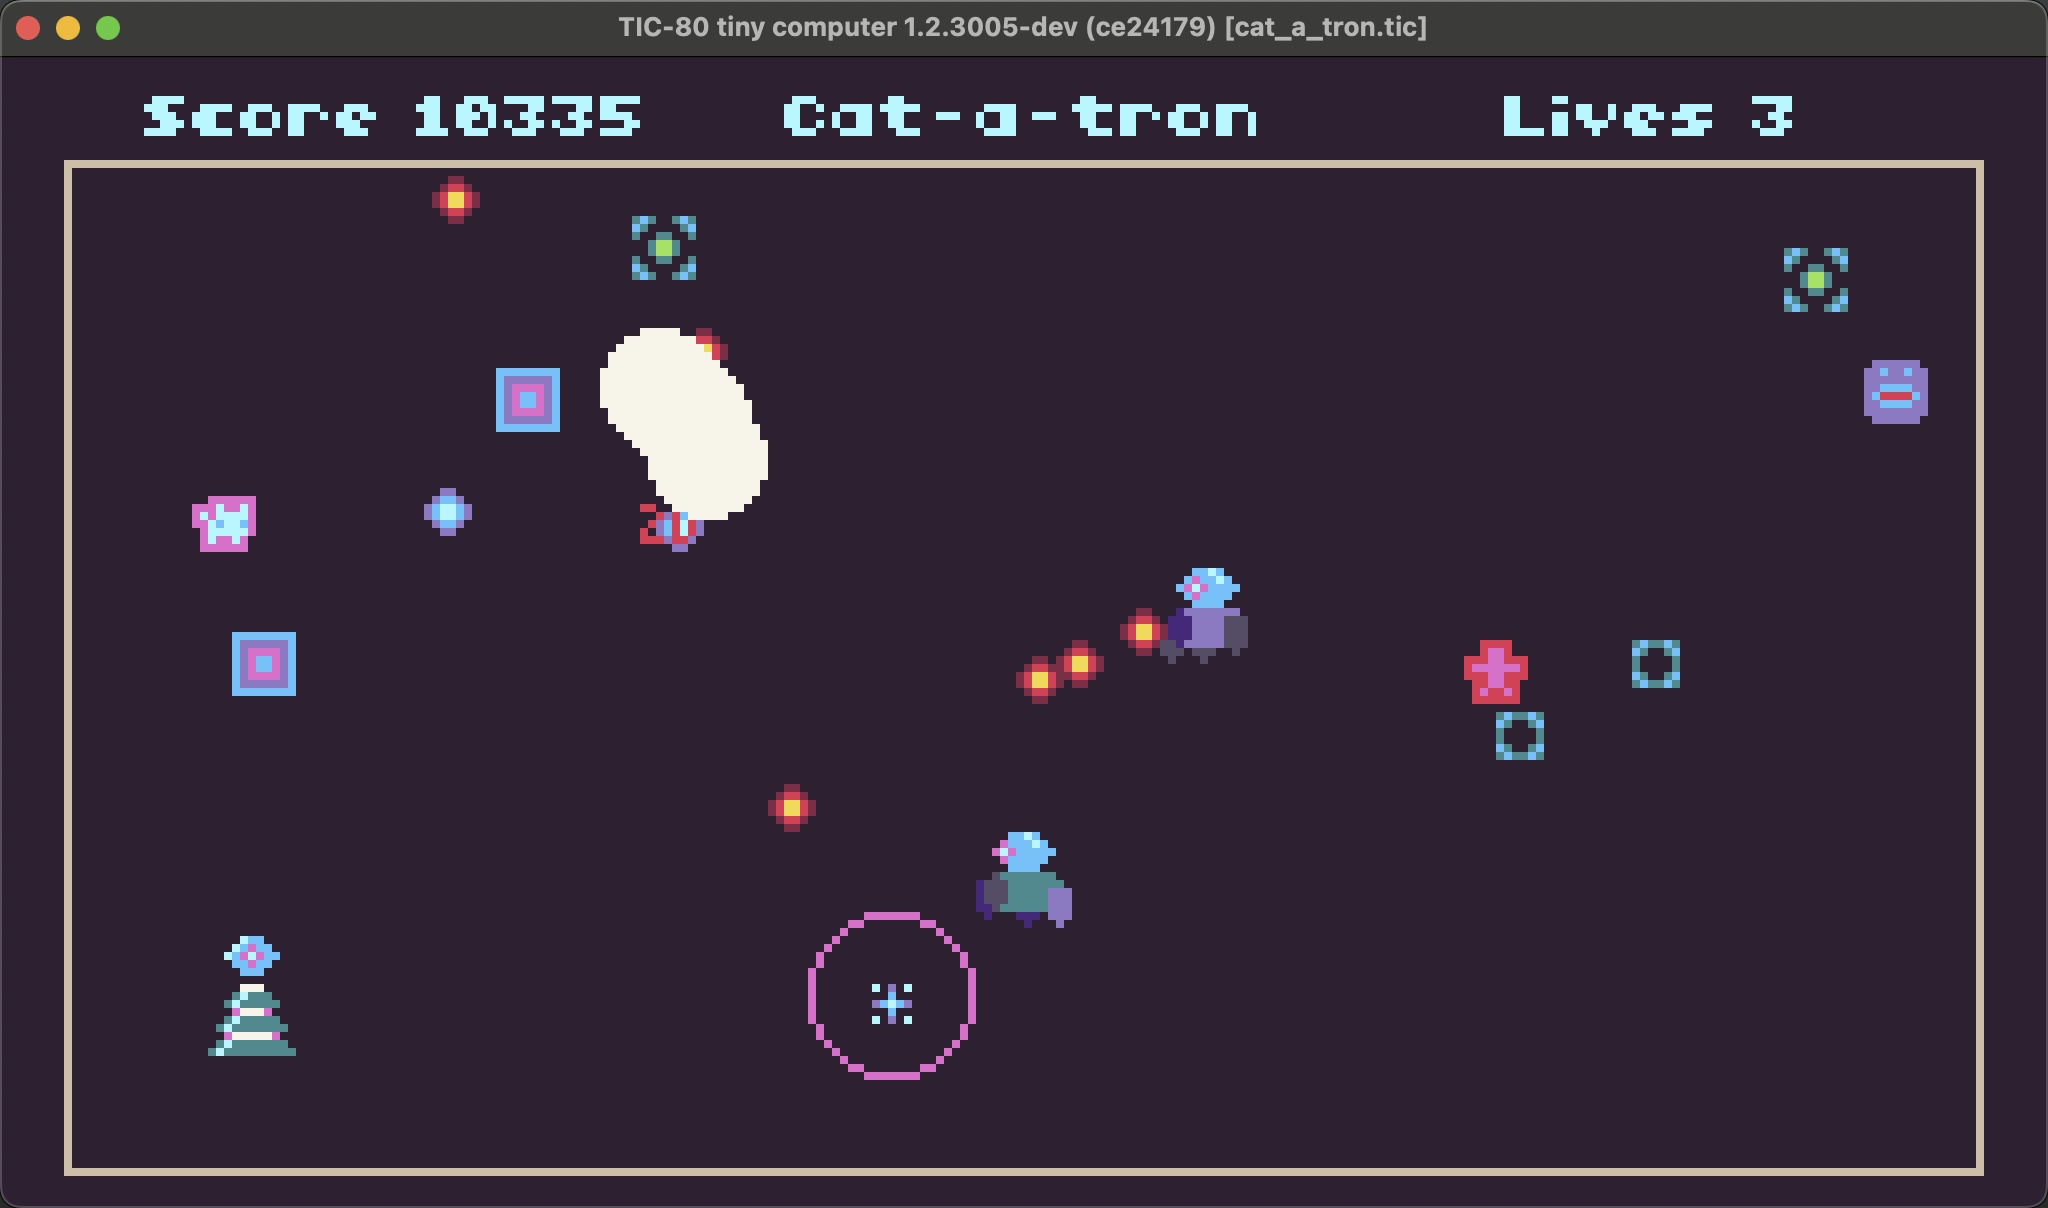 TIC-80 tiny computer 1.2.3005-dev (ce24179) [cat_a_tron.tic]
Score 10335 Cat-a-tron Lives 3